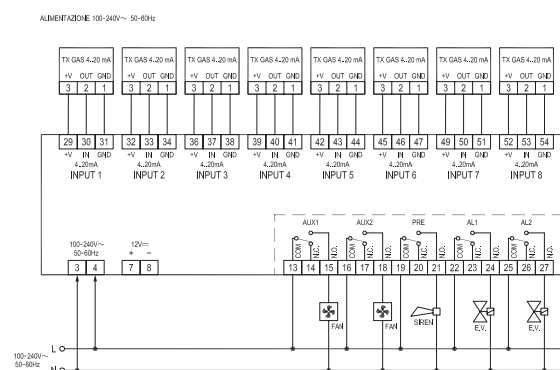 ALIMENTAZIONE 100-240V~ 50-60Hz
TX GAS 4..20 mA TX GAS 4..20 mA TX GAS 4..20 mA TX GAS 4..20 mA TX GAS 4..20 mA TX GAS 4..20 mA TX GAS 4..20 mA TX GAS 4..20 mA
+V OUT GND +V OUT GND +V OUT GND +V OUT GND +V OUT GND +V OUT GND +V OUT GND +V OUT GND
3 2 1 3 2 1 3 2 1 3 2 1 3 2 1 3 2 1 3 2 1 3 2 1
29 30 31 32 33 34 36 37 38 39 40 41 42 43 44 45 46 47 49 50 51 52 53 54
+V IN GND +V IN GND +V IN GND +V IN GND +V IN GND +V IN GND +V IN GND +V IN GND
4..20mA 4..20mA 4..20mA 4..20mA 4..20mA 4..20mA 4..20mA 4..20mA
INPUT 1 INPUT 2 INPUT 3 INPUT 4 INPUT 5 INPUT 6 INPUT 7 INPUT 8
AUX1 AUX2 PRE AL1 AL2
100-240V~ 12V⎓
50-60Hz + −
COM N.C. N.O. COM N.C. N.O. COM N.C. N.O. COM N.C. N.O. COM N.C. N.O.
3 4 7 8 13 14 15 16 17 18 19 20 21 22 23 24 25 26 27
FAN FAN SIREN E.V. E.V.
L
100-240V~
50-60Hz
N